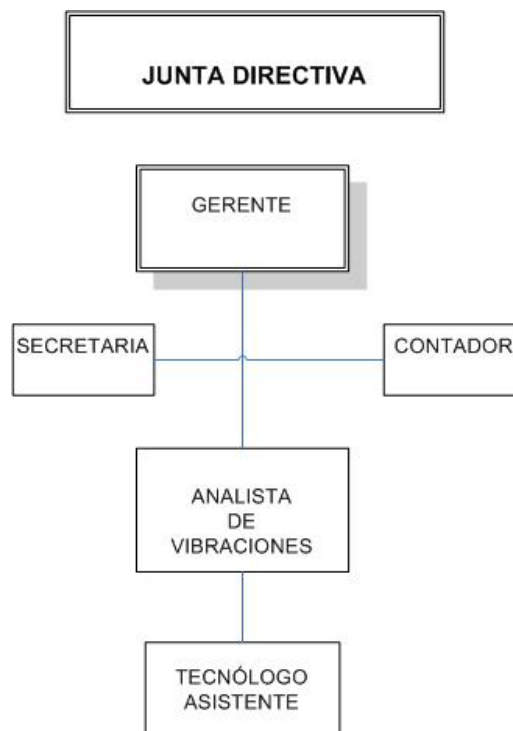 JUNTA DIRECTIVA
GERENTE
SECRETARIA
CONTADOR
ANALISTA
DE
VIBRACIONES
TECNÓLOGO
ASISTENTE